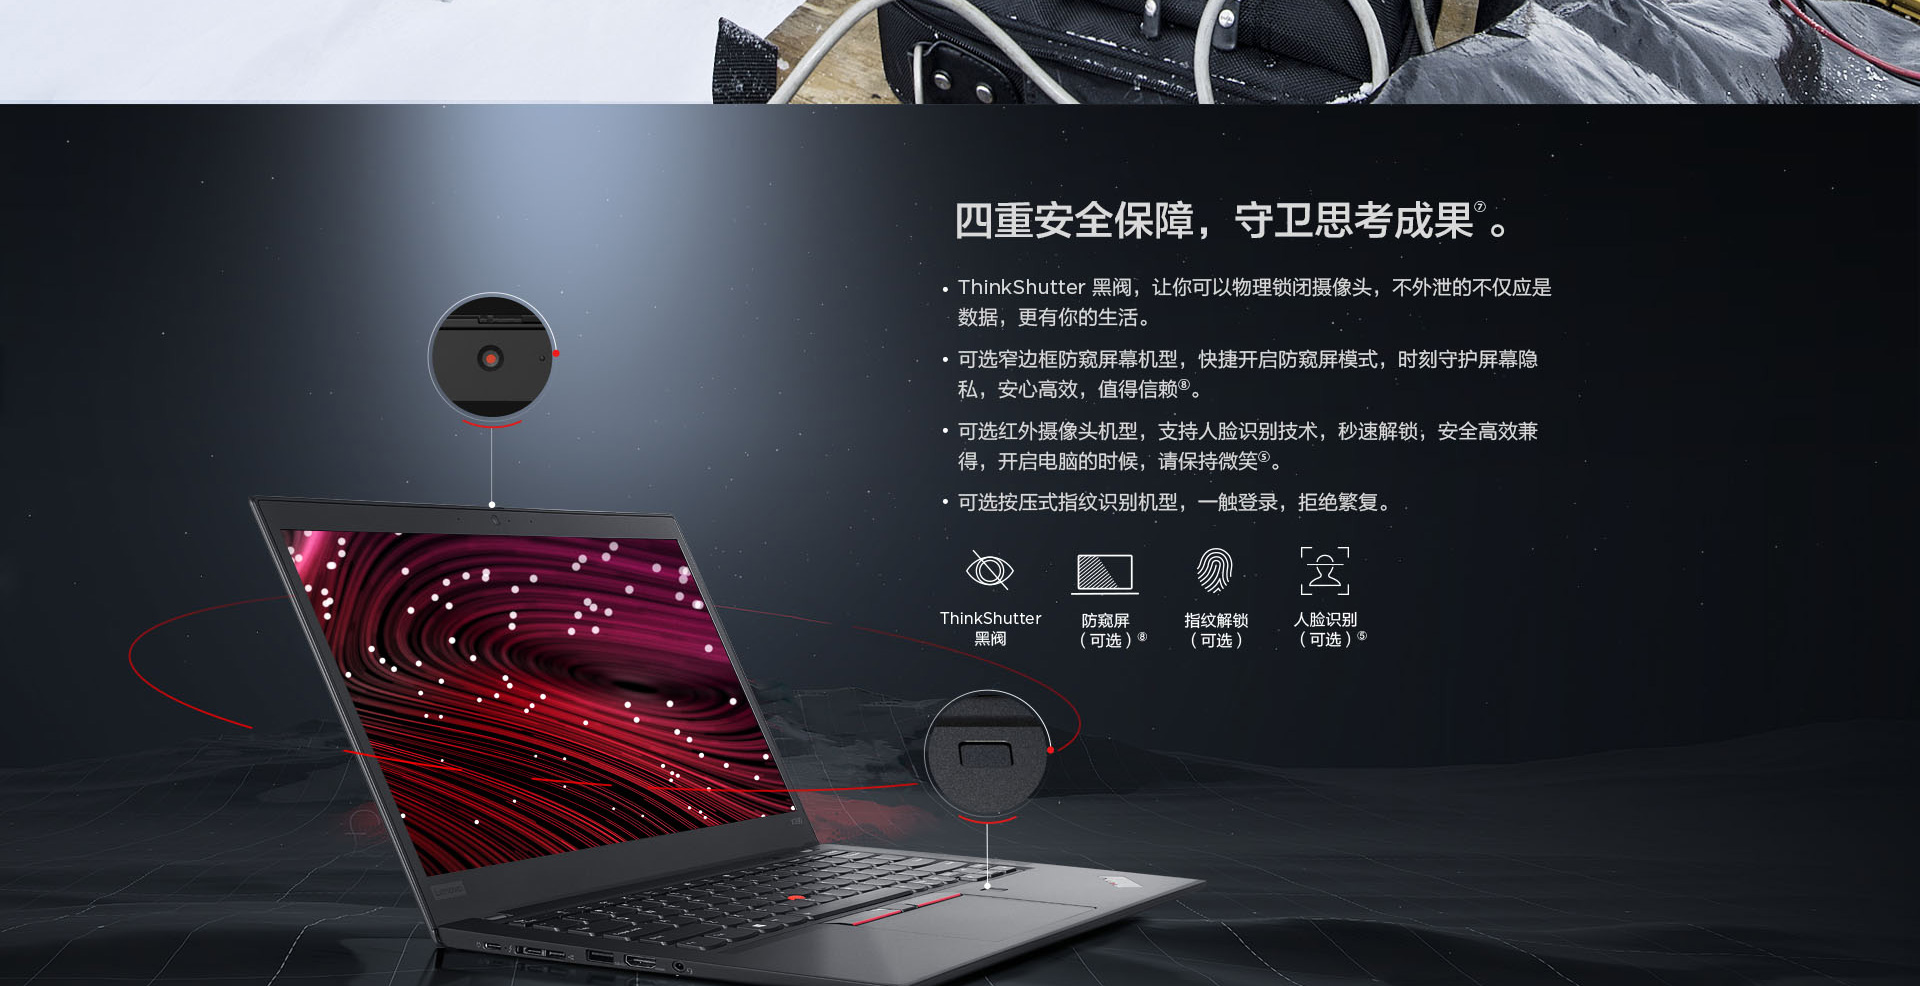 四重安全保障，守卫思考成果⑦。
• ThinkShutter 黑阀，让你可以物理锁闭摄像头，不外泄的不仅应是
数据，更有你的生活。
• 可选窄边框防窥屏幕机型，快捷开启防窥屏模式，时刻守护屏幕隐
私，安心高效，值得信赖⑧。
• 可选红外摄像头机型，支持人脸识别技术，秒速解锁，安全高效兼
得，开启电脑的时候，请保持微笑⑤。
• 可选按压式指纹识别机型，一触登录，拒绝繁复。
ThinkShutter
黑阀
防窥屏
（可选）⑧
指纹解锁
（可选）
人脸识别
（可选）⑤
Lenovo